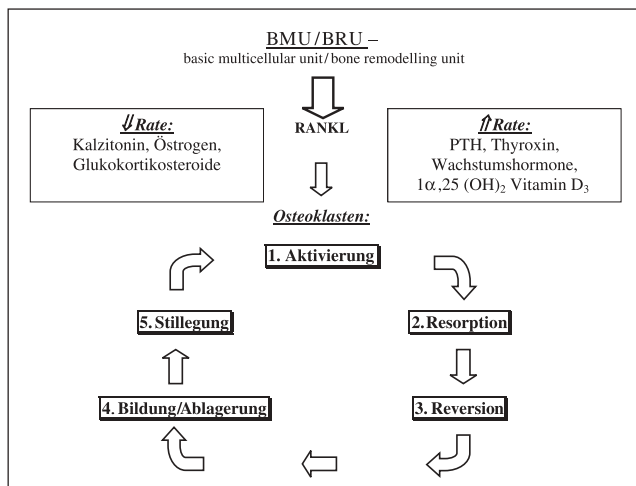 BMU/BRU –
basic multicellular unit/bone remodelling unit
RANKL
⇓Rate:
Kalzitonin, Östrogen,
Glukokortikosteroide
⇑Rate:
PTH, Thyroxin,
Wachstumshormone,
1α,25 (OH)₂ Vitamin D₃
Osteoklasten:
1. Aktivierung
2. Resorption
3. Reversion
4. Bildung/Ablagerung
5. Stillegung